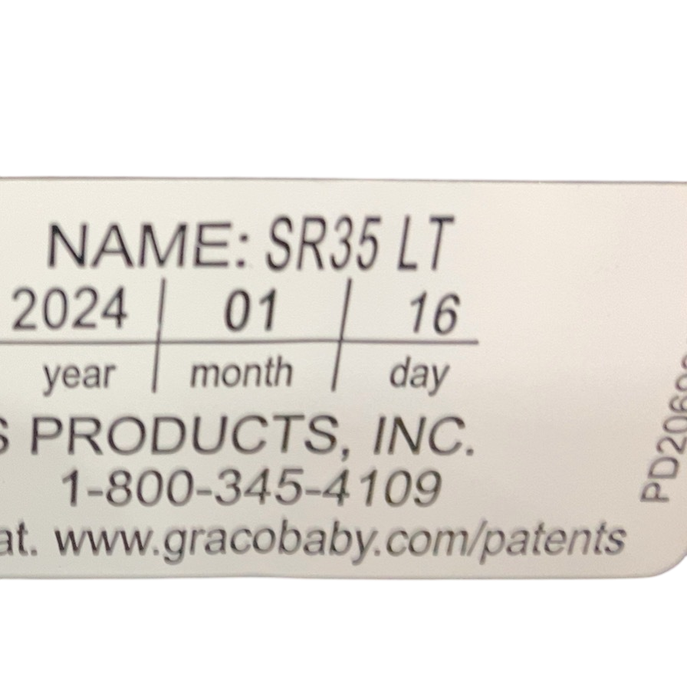 NAME: SR35 LT
2024 01 16
year month day
S PRODUCTS, INC.
1-800-345-4109
at. www.gracobaby.com/patents